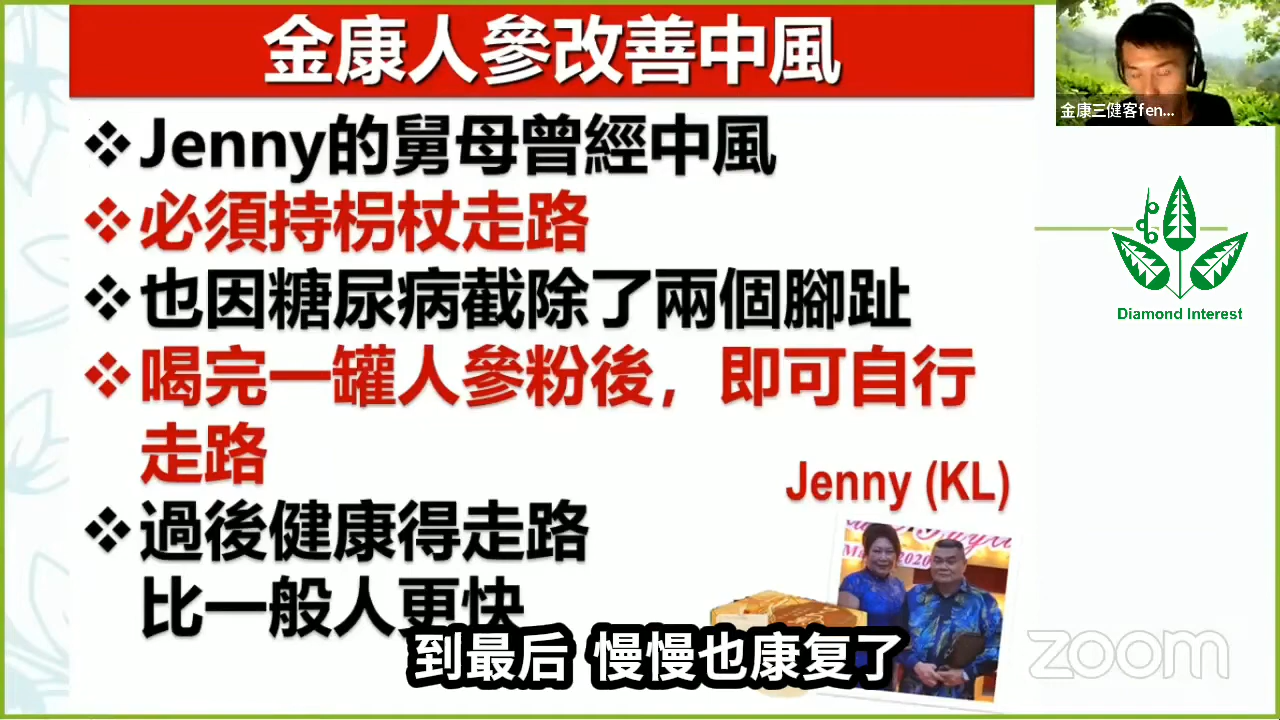 金康人參改善中風
金康三健客fen...
❖Jenny的舅母曾經中風
❖必須持柺杖走路
❖也因糖尿病截除了兩個腳趾
❖喝完一罐人參粉後，即可自行
走路
❖過後健康得走路
比一般人更快
Diamond Interest
Jenny (KL)
2020
到最后 慢慢也康复了
zoom